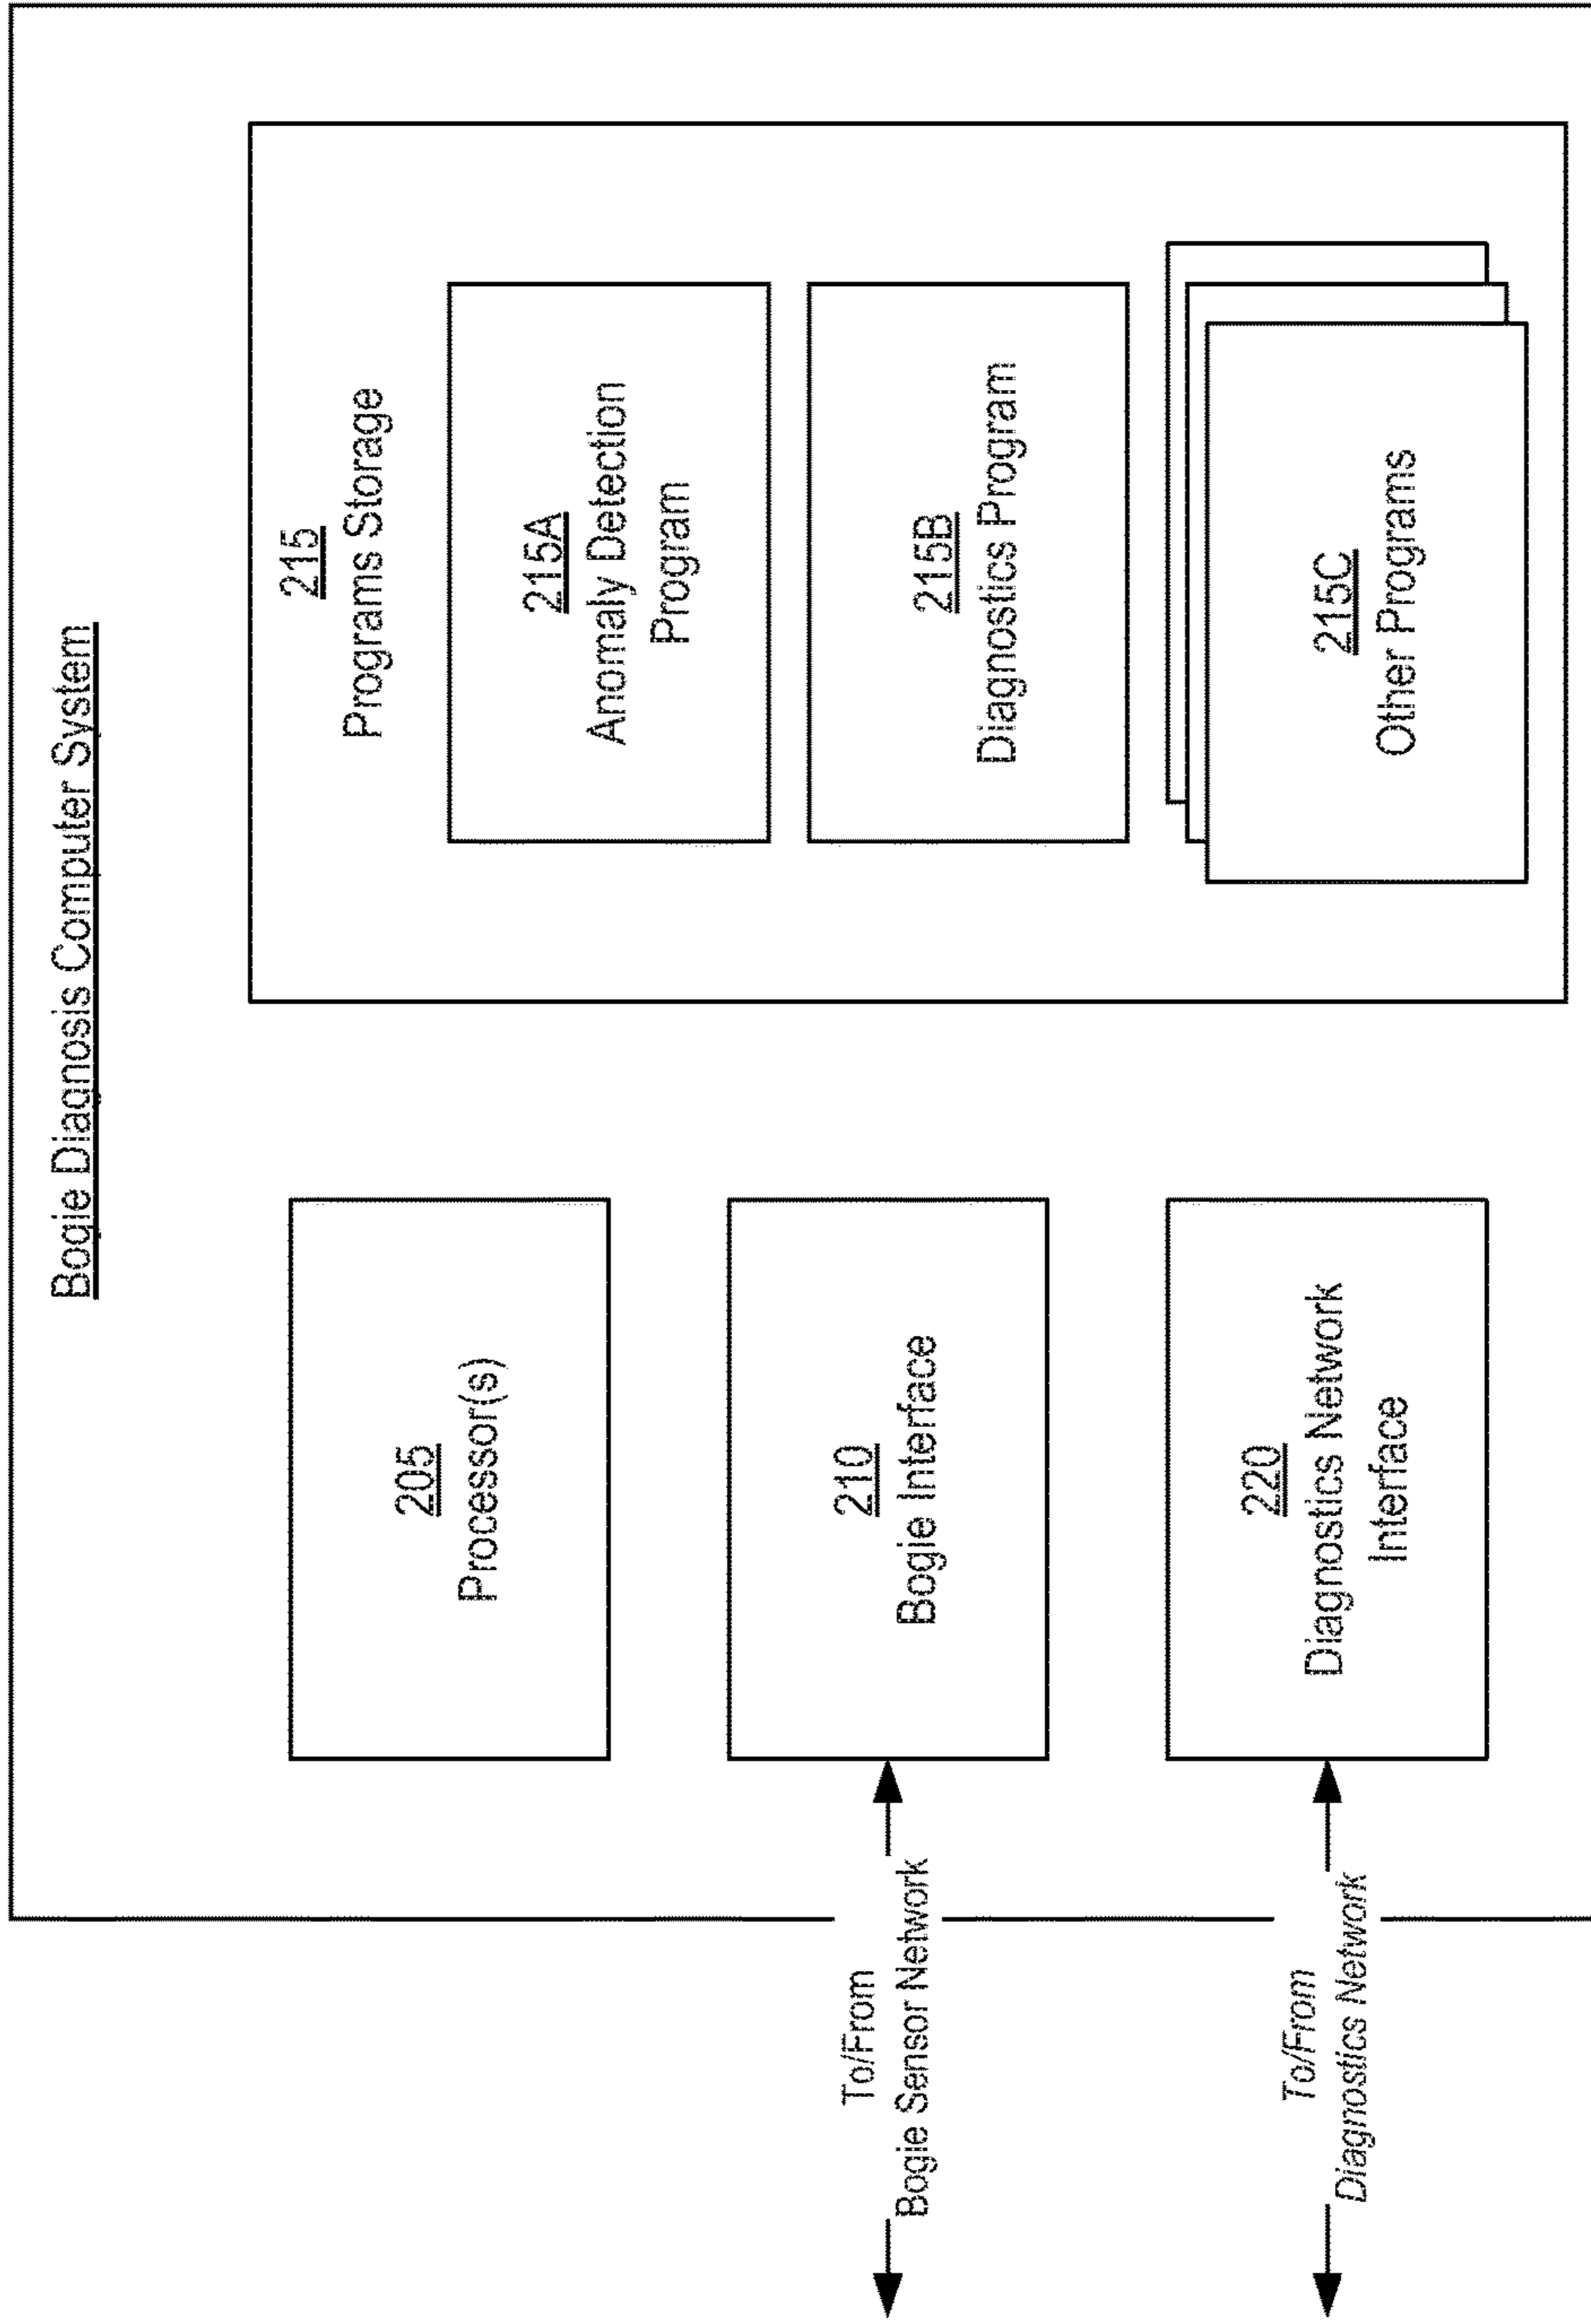 Bogie Diagnosis Computer System
205
Processor(s)
To/From
Bogie Sensor Network
210
Bogie Interface
To/From
Diagnostics Network
220
Diagnostics Network
Interface
215
Programs Storage
215A
Anomaly Detection
Program
215B
Diagnostics Program
215C
Other Programs